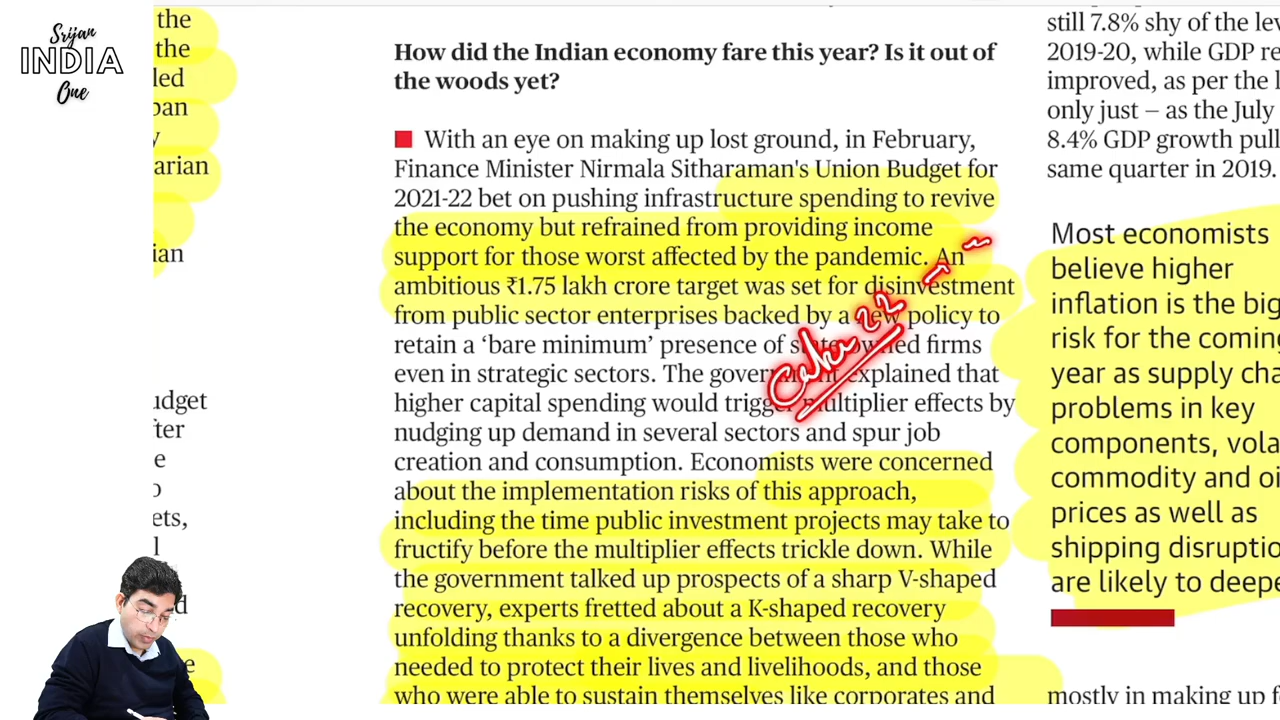 Srijan
INDIA
One
the
the
led
ban
y
arian
ian
udget
fter
e
o
ets,
l
d
e
How did the Indian economy fare this year? Is it out of
the woods yet?
With an eye on making up lost ground, in February,
Finance Minister Nirmala Sitharaman's Union Budget for
2021-22 bet on pushing infrastructure spending to revive
the economy but refrained from providing income
support for those worst affected by the pandemic. An
ambitious ₹1.75 lakh crore target was set for disinvestment
from public sector enterprises backed by a new policy to
retain a ‘bare minimum’ presence of state-owned firms
even in strategic sectors. The government explained that
higher capital spending would trigger multiplier effects by
nudging up demand in several sectors and spur job
creation and consumption. Economists were concerned
about the implementation risks of this approach,
including the time public investment projects may take to
fructify before the multiplier effects trickle down. While
the government talked up prospects of a sharp V-shaped
recovery, experts fretted about a K-shaped recovery
unfolding thanks to a divergence between those who
needed to protect their lives and livelihoods, and those
who were able to sustain themselves like corporates and
22
still 7.8% shy of the lev
2019-20, while GDP re
improved, as per the l
only just – as the July
8.4% GDP growth pull
same quarter in 2019.
Most economists
believe higher
inflation is the big
risk for the coming
year as supply cha
problems in key
components, vola
commodity and oi
prices as well as
shipping disruptio
are likely to deepe
mostly in making up f